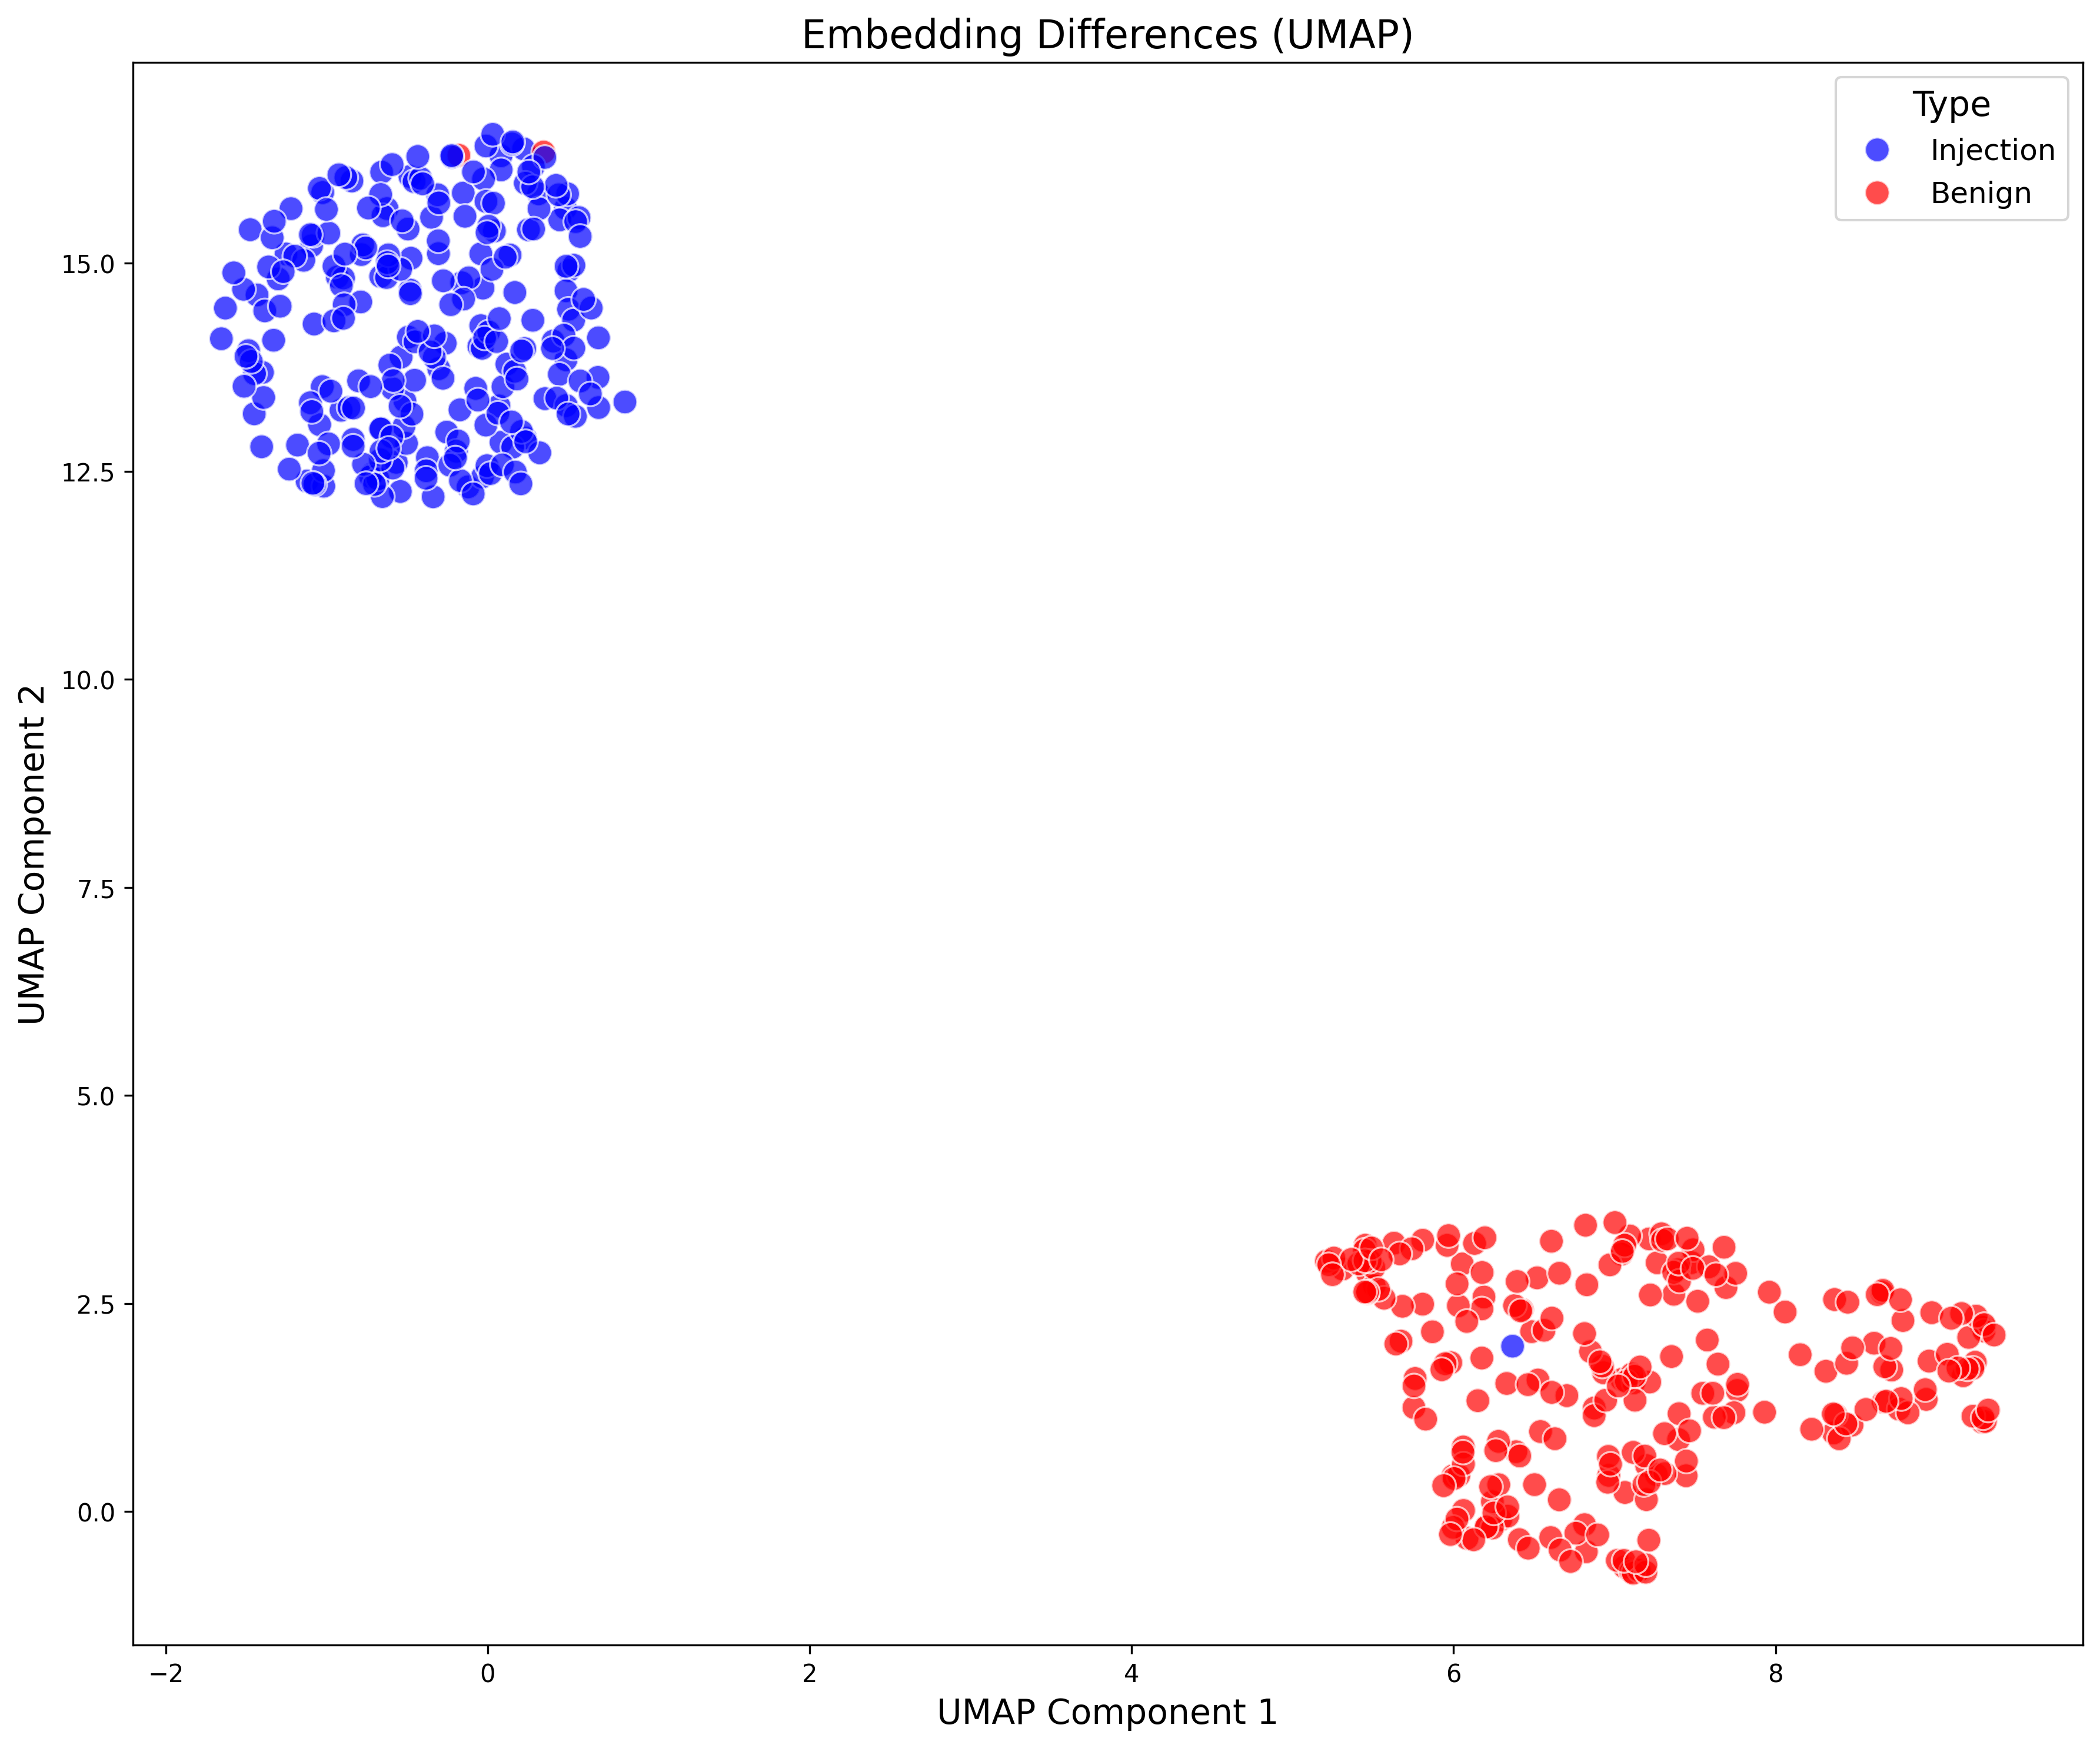 Embedding Differences (UMAP)
Type
Injection
Benign
15.0
12.5
10.0
7.5
5.0
2.5
0.0
UMAP Component 2
−2
0
2
4
6
8
UMAP Component 1